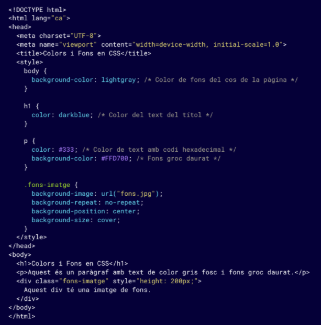 <!DOCTYPE html>
<html lang="ca">
<head>
  <meta charset="UTF-8">
  <meta name="viewport" content="width=device-width, initial-scale=1.0">
  <title>Colors i Fons en CSS</title>
  <style>
    body {
      background-color: lightgray; /* Color de fons del cos de la pàgina */
    }

    h1 {
      color: darkblue; /* Color del text del títol */
    }

    p {
      color: #333; /* Color de text amb codi hexadecimal */
      background-color: #FFD700; /* Fons groc daurat */
    }

    .fons-imatge {
      background-image: url("fons.jpg");
      background-repeat: no-repeat;
      background-position: center;
      background-size: cover;
    }
  </style>
</head>
<body>
  <h1>Colors i Fons en CSS</h1>
  <p>Aquest és un paràgraf amb text de color gris fosc i fons groc daurat.</p>
  <div class="fons-imatge" style="height: 200px;">
    Aquest div té una imatge de fons.
  </div>
</body>
</html>